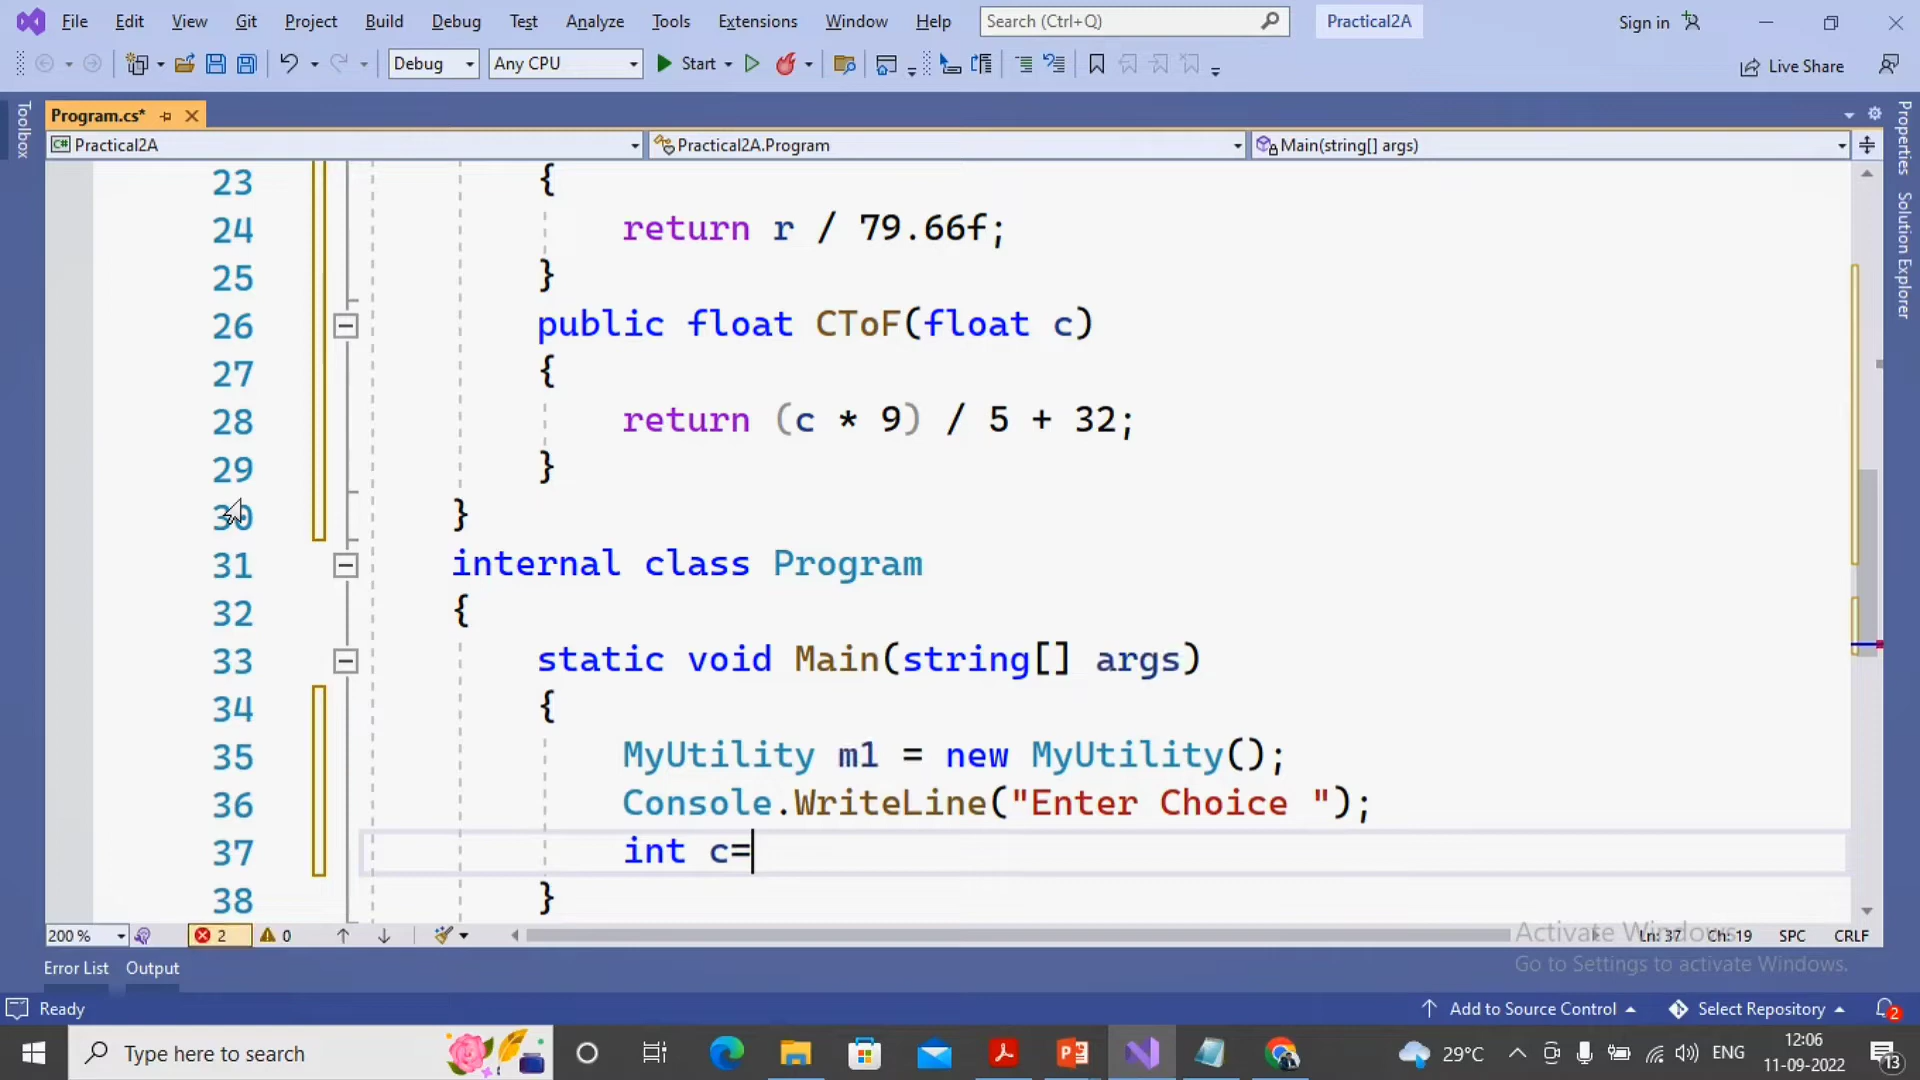 File Edit View Git Project Build Debug Test Analyze Tools Extensions Window Help Search (Ctrl+Q) Practical2A Sign in
Debug Any CPU Start Live Share
Toolbox
Program.cs*
Practical2A Practical2A.Program Main(string[] args)
Properties
Solution Explorer
23 {
24 return r / 79.66f;
25 }
26 public float CToF(float c)
27 {
28 return (c * 9) / 5 + 32;
29 }
30 }
31 internal class Program
32 {
33 static void Main(string[] args)
34 {
35 MyUtility m1 = new MyUtility();
36 Console.WriteLine("Enter Choice ");
37 int c=
38 }
200 % 2 0 Ln: 37 Ch: 19 SPC CRLF
Activate Windows
Go to Settings to activate Windows.
Error List Output
Ready Add to Source Control Select Repository 2
Type here to search 29°C ENG 12:06 11-09-2022 13